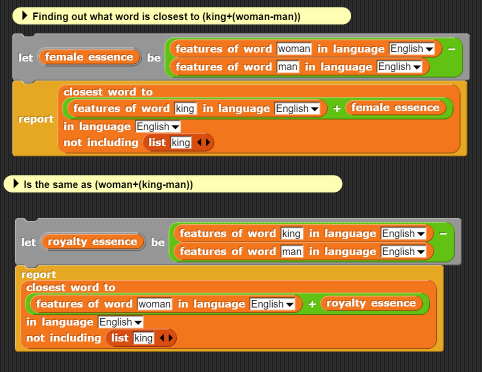 Finding out what word is closest to (king+(woman-man))
let female essence be features of word woman in language English −
features of word man in language English
report closest word to
features of word king in language English + female essence
in language English
not including list king
Is the same as (woman+(king-man))
let royalty essence be features of word king in language English −
features of word man in language English
report
closest word to
features of word woman in language English + royalty essence
in language English
not including list king